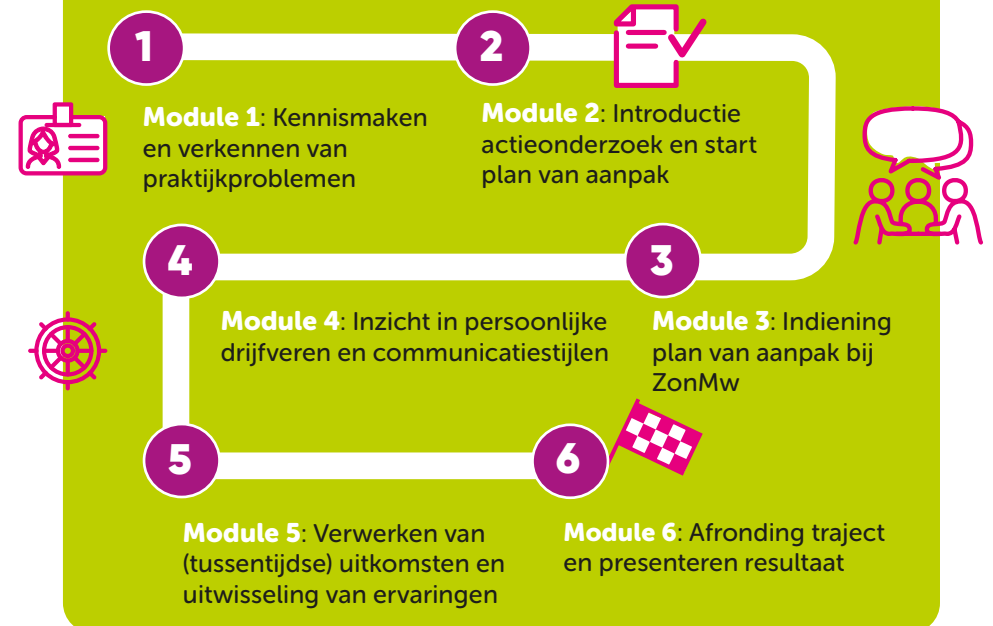 1
Module 1: Kennismaken
en verkennen van
praktijkproblemen
2
Module 2: Introductie
actieonderzoek en start
plan van aanpak
3
Module 3: Indiening
plan van aanpak bij
ZonMw
4
Module 4: Inzicht in persoonlijke
drijfveren en communicatiestijlen
5
Module 5: Verwerken van
(tussentijdse) uitkomsten en
uitwisseling van ervaringen
6
Module 6: Afronding traject
en presenteren resultaat